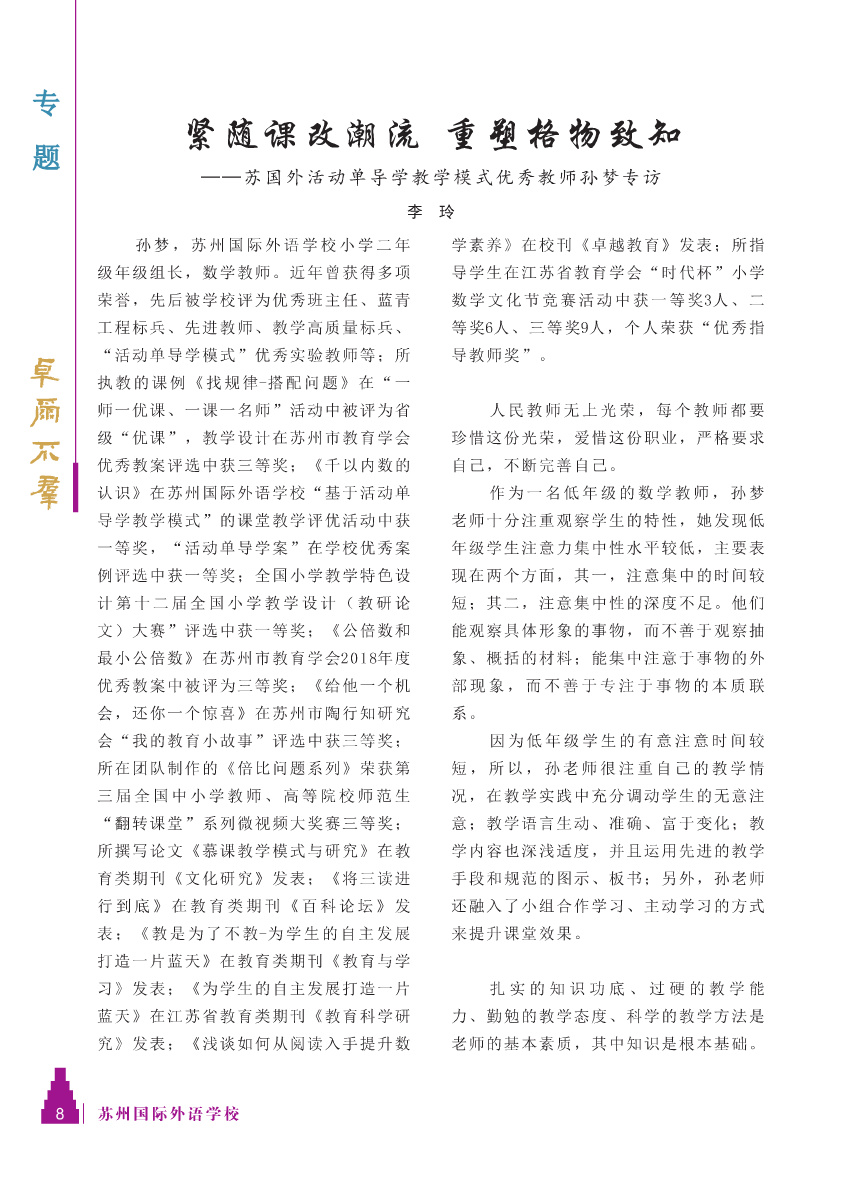 专
题
卓
尔
不
群
紧随课改潮流 重塑格物致知
——苏国外活动单导学教学模式优秀教师孙梦专访
李 玲
孙梦，苏州国际外语学校小学二年
级年级组长，数学教师。近年曾获得多项
荣誉，先后被学校评为优秀班主任、蓝青
工程标兵、先进教师、教学高质量标兵、
“活动单导学模式”优秀实验教师等；所
执教的课例《找规律-搭配问题》在“一
师一优课、一课一名师”活动中被评为省
级“优课”，教学设计在苏州市教育学会
优秀教案评选中获三等奖；《千以内数的
认识》在苏州国际外语学校“基于活动单
导学教学模式”的课堂教学评优活动中获
一等奖，“活动单导学案”在学校优秀案
例评选中获一等奖；全国小学教学特色设
计第十二届全国小学教学设计（教研论
文）大赛”评选中获一等奖；《公倍数和
最小公倍数》在苏州市教育学会2018年度
优秀教案中被评为三等奖；《给他一个机
会，还你一个惊喜》在苏州市陶行知研究
会“我的教育小故事”评选中获三等奖；
所在团队制作的《倍比问题系列》荣获第
三届全国中小学教师、高等院校师范生
“翻转课堂”系列微视频大奖赛三等奖；
所撰写论文《慕课教学模式与研究》在教
育类期刊《文化研究》发表；《将三读进
行到底》在教育类期刊《百科论坛》发
表；《教是为了不教-为学生的自主发展
打造一片蓝天》在教育类期刊《教育与学
习》发表；《为学生的自主发展打造一片
蓝天》在江苏省教育类期刊《教育科学研
究》发表；《浅谈如何从阅读入手提升数
学素养》在校刊《卓越教育》发表；所指
导学生在江苏省教育学会“时代杯”小学
数学文化节竞赛活动中获一等奖3人、二
等奖6人、三等奖9人，个人荣获“优秀指
导教师奖”。
人民教师无上光荣，每个教师都要
珍惜这份光荣，爱惜这份职业，严格要求
自己，不断完善自己。
作为一名低年级的数学教师，孙梦
老师十分注重观察学生的特性，她发现低
年级学生注意力集中性水平较低，主要表
现在两个方面，其一，注意集中的时间较
短；其二，注意集中性的深度不足。他们
能观察具体形象的事物，而不善于观察抽
象、概括的材料；能集中注意于事物的外
部现象，而不善于专注于事物的本质联
系。
因为低年级学生的有意注意时间较
短，所以，孙老师很注重自己的教学情
况，在教学实践中充分调动学生的无意注
意；教学语言生动、准确、富于变化；教
学内容也深浅适度，并且运用先进的教学
手段和规范的图示、板书；另外，孙老师
还融入了小组合作学习、主动学习的方式
来提升课堂效果。
扎实的知识功底、过硬的教学能
力、勤勉的教学态度、科学的教学方法是
老师的基本素质，其中知识是根本基础。
8 苏州国际外语学校